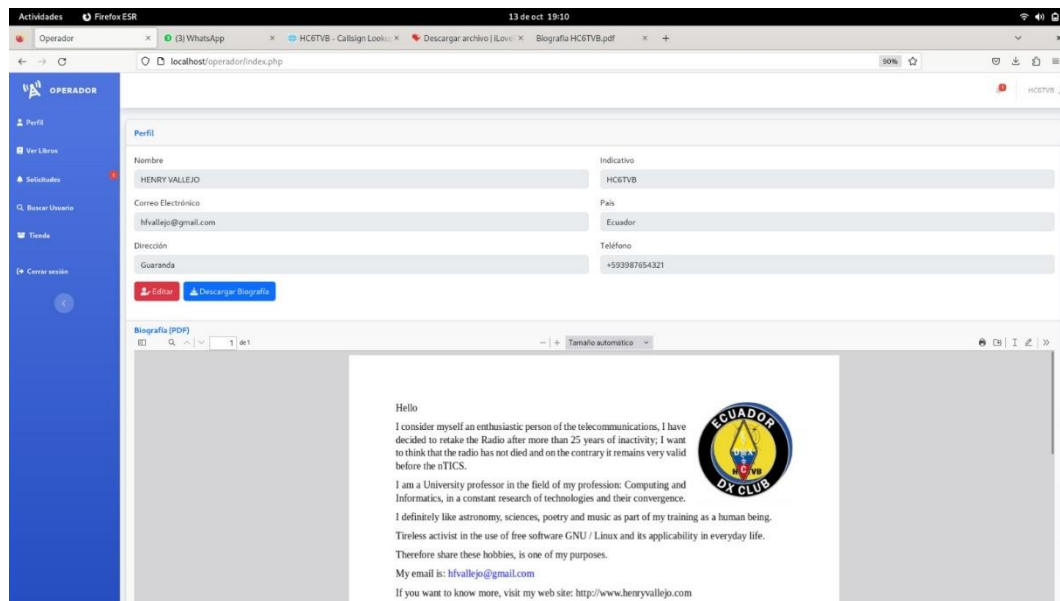 Actividades Firefox ESR 13 de oct 19:10
Operador × (3) WhatsApp × HC6TVB - Callsign Looku × Descargar archivo | iLoveI × Biografia HC6TVB.pdf × +
localhost/operador/index.php 90%
OPERADOR
HC6TVB
Perfil
Ver Libros
Solicitudes
Buscar Usuario
Tienda
Cerrar sesión
Perfil
Nombre Indicativo
HENRY VALLEJO HC6TVB
Correo Electrónico País
hfvallejo@gmail.com Ecuador
Dirección Teléfono
Guaranda +593987654321
Editar Descargar Biografía
Biografía (PDF)
1 de 1 Tamaño automático
Hello
I consider myself an enthusiastic person of the telecommunications, I have
decided to retake the Radio after more than 25 years of inactivity; I want
to think that the radio has not died and on the contrary it remains very valid
before the nTICS.
I am a University professor in the field of my profession: Computing and
Informatics, in a constant research of technologies and their convergence.
ECUADOR
DX CLUB
I definitely like astronomy, sciences, poetry and music as part of my training as a human being.
Tireless activist in the use of free software GNU / Linux and its applicability in everyday life.
Therefore share these hobbies, is one of my purposes.
My email is: hfvallejo@gmail.com
If you want to know more, visit my web site: http://www.henryvallejo.com